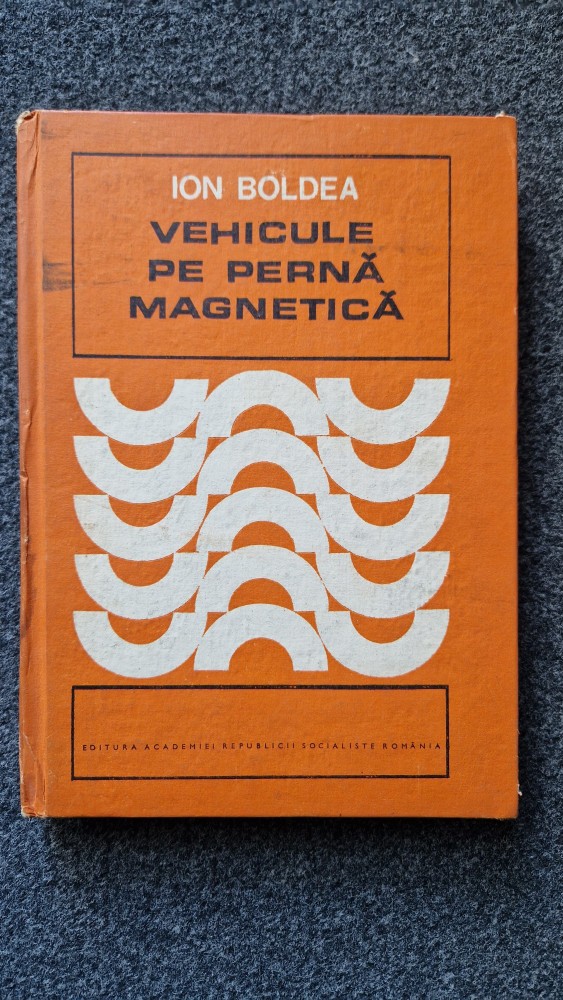 ION BOLDEA
VEHICULE
PE PERNĂ
MAGNETICĂ
EDITURA ACADEMIEI REPUBLICII SOCIALISTE ROMÂNIA